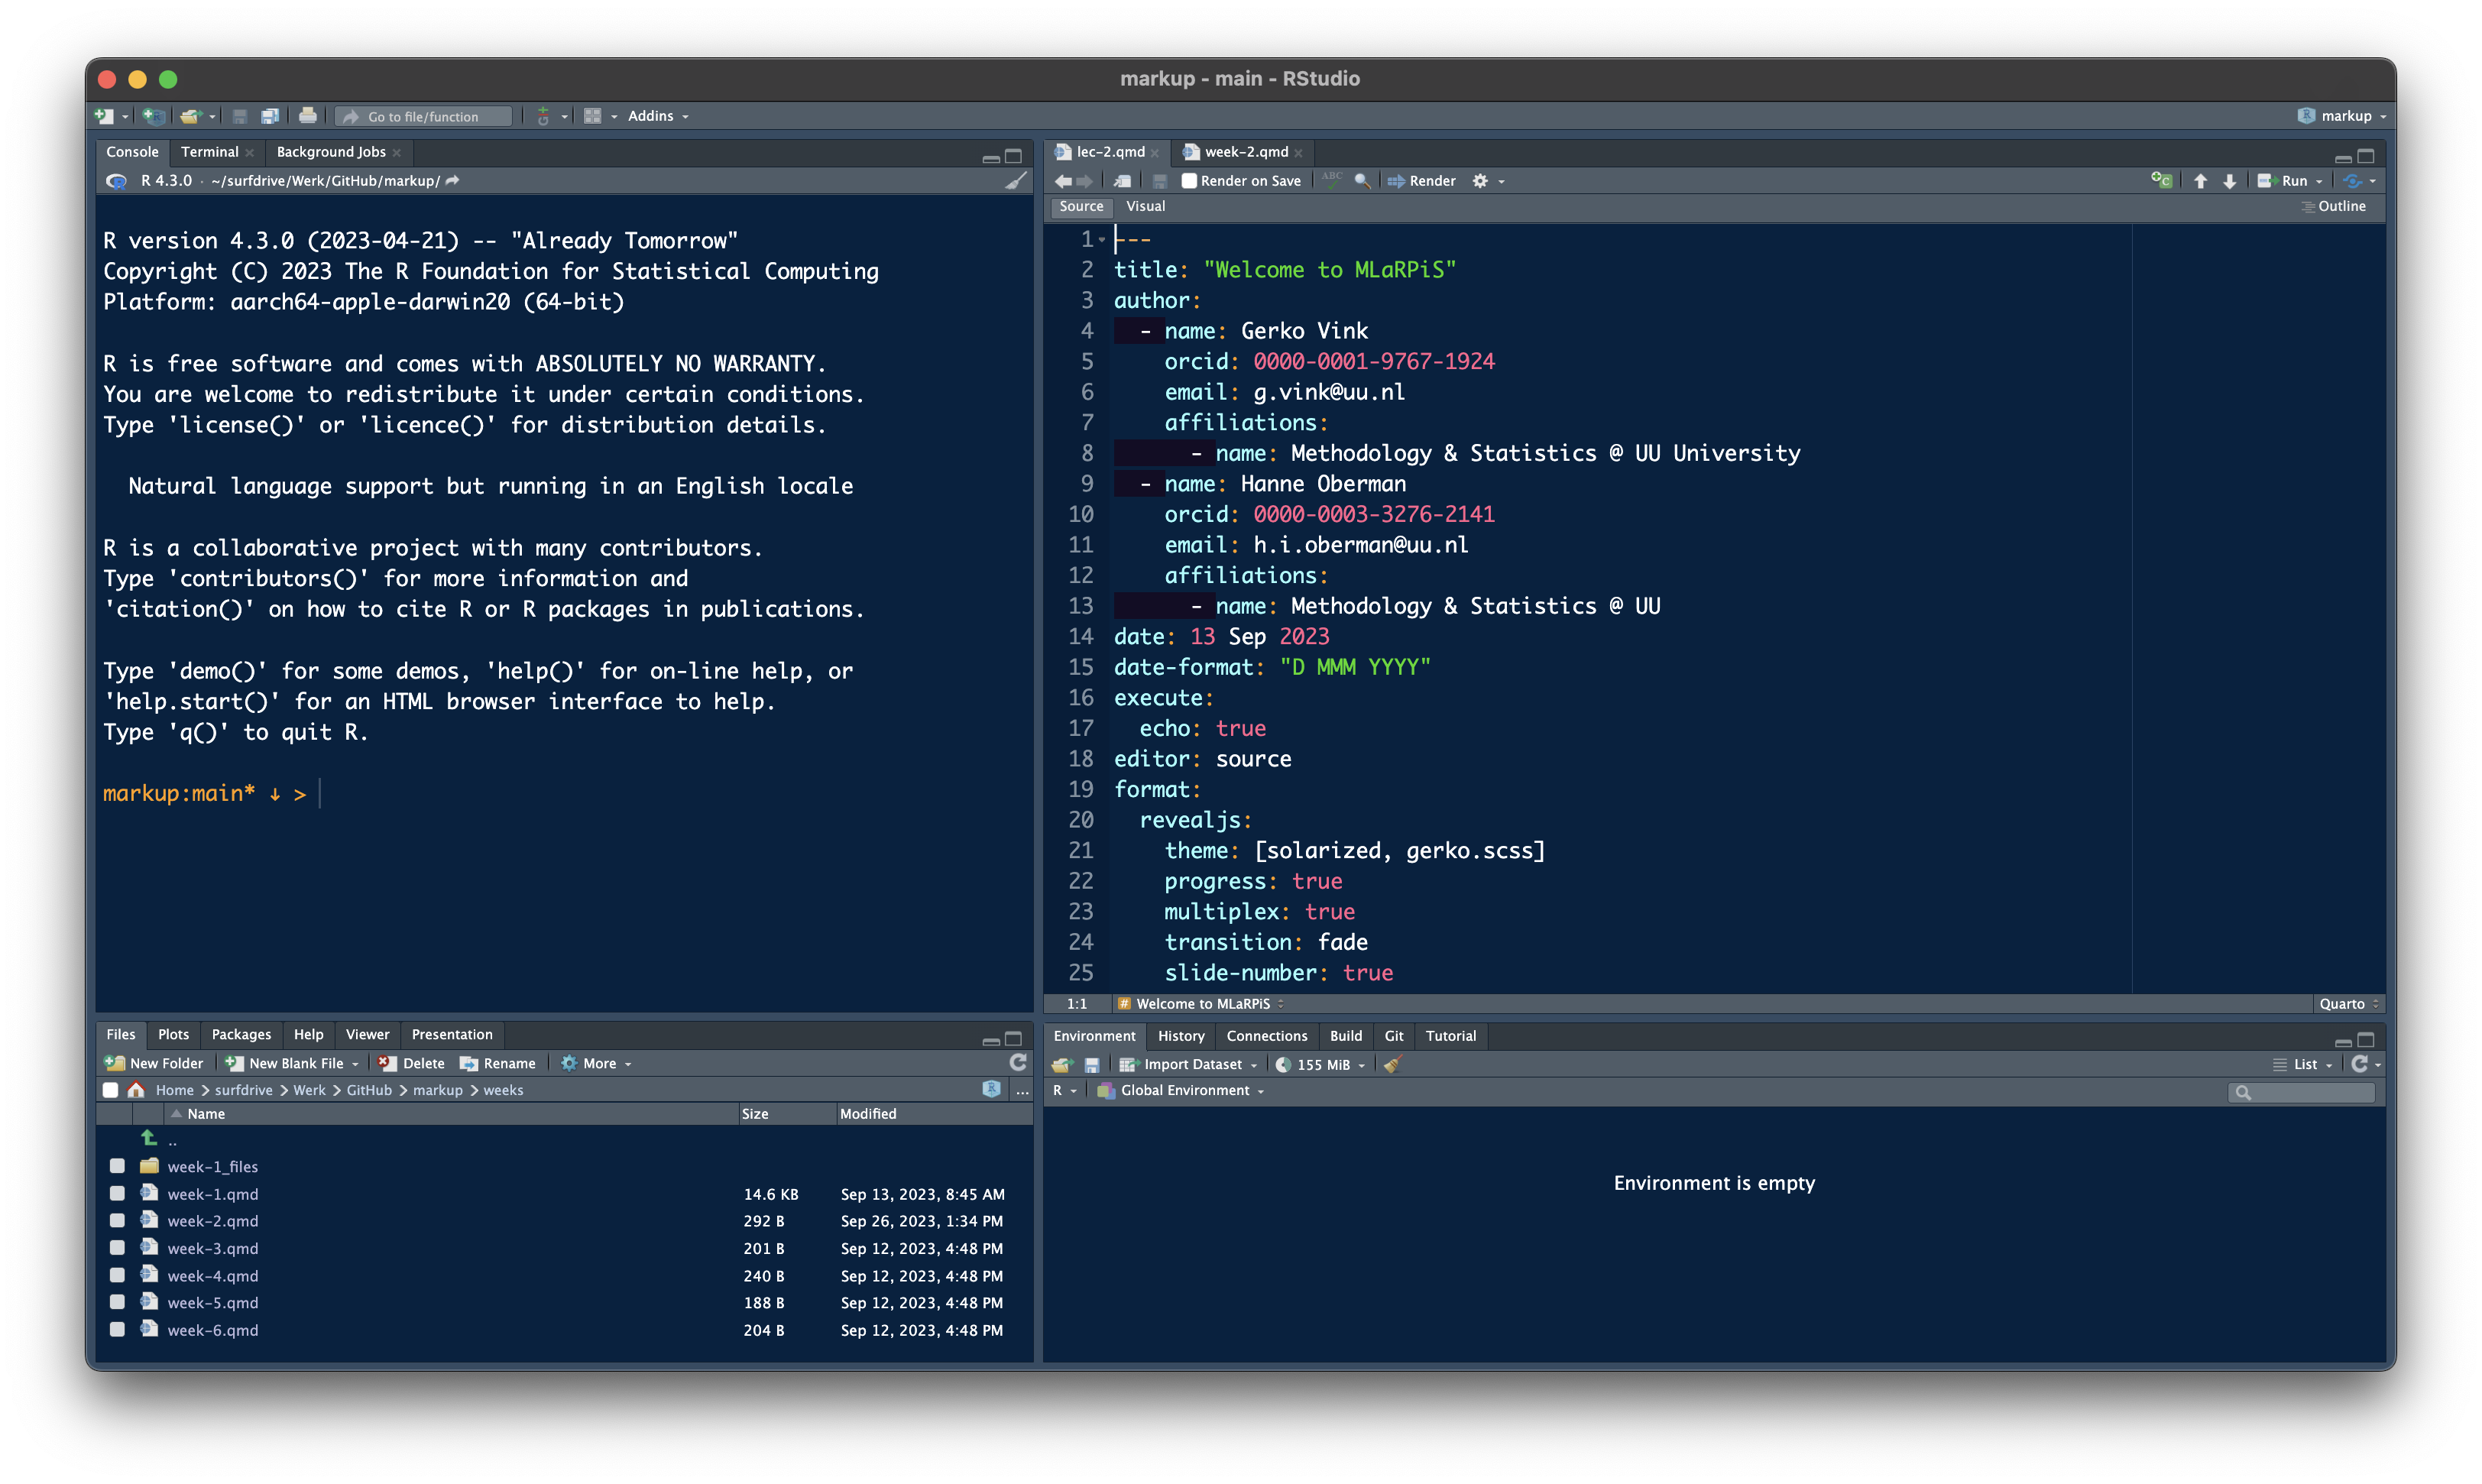 markup - main - RStudio
Go to file/function
Addins
markup
Console Terminal Background Jobs
R 4.3.0 · ~/surfdrive/Werk/GitHub/markup/
R version 4.3.0 (2023-04-21) -- "Already Tomorrow"
Copyright (C) 2023 The R Foundation for Statistical Computing
Platform: aarch64-apple-darwin20 (64-bit)
R is free software and comes with ABSOLUTELY NO WARRANTY.
You are welcome to redistribute it under certain conditions.
Type 'license()' or 'licence()' for distribution details.
Natural language support but running in an English locale
R is a collaborative project with many contributors.
Type 'contributors()' for more information and
'citation()' on how to cite R or R packages in publications.
Type 'demo()' for some demos, 'help()' for on-line help, or
'help.start()' for an HTML browser interface to help.
Type 'q()' to quit R.
markup:main* ↓ >
lec-2.qmd week-2.qmd
Render on Save ABC Render Run
Source Visual Outline
1 ---
2 title: "Welcome to MLaRPiS"
3 author:
4 - name: Gerko Vink
5 orcid: 0000-0001-9767-1924
6 email: g.vink@uu.nl
7 affiliations:
8 - name: Methodology & Statistics @ UU University
9 - name: Hanne Oberman
10 orcid: 0000-0003-3276-2141
11 email: h.i.oberman@uu.nl
12 affiliations:
13 - name: Methodology & Statistics @ UU
14 date: 13 Sep 2023
15 date-format: "D MMM YYYY"
16 execute:
17 echo: true
18 editor: source
19 format:
20 revealjs:
21 theme: [solarized, gerko.scss]
22 progress: true
23 multiplex: true
24 transition: fade
25 slide-number: true
1:1 # Welcome to MLaRPiS Quarto
Files Plots Packages Help Viewer Presentation
New Folder New Blank File Delete Rename More
Home > surfdrive > Werk > GitHub > markup > weeks R ...
Name Size Modified
..
week-1_files
week-1.qmd 14.6 KB Sep 13, 2023, 8:45 AM
week-2.qmd 292 B Sep 26, 2023, 1:34 PM
week-3.qmd 201 B Sep 12, 2023, 4:48 PM
week-4.qmd 240 B Sep 12, 2023, 4:48 PM
week-5.qmd 188 B Sep 12, 2023, 4:48 PM
week-6.qmd 204 B Sep 12, 2023, 4:48 PM
Environment History Connections Build Git Tutorial
Import Dataset 155 MiB List
R Global Environment
Environment is empty